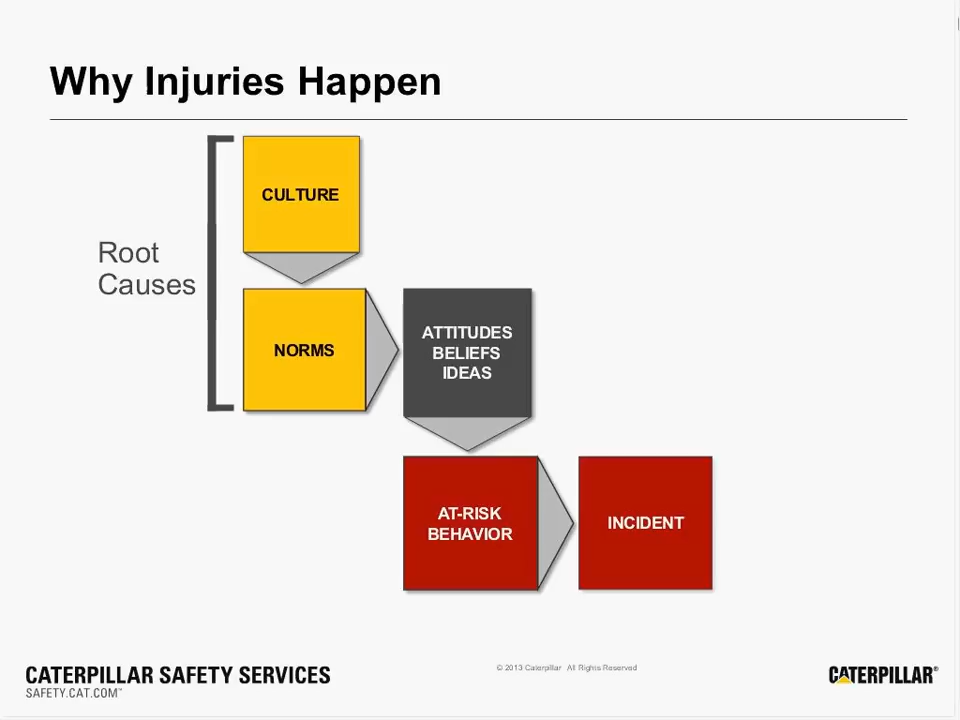 Why Injuries Happen
CULTURE
Root
Causes
NORMS
ATTITUDES
BELIEFS
IDEAS
AT-RISK
BEHAVIOR
INCIDENT
CATERPILLAR SAFETY SERVICES
SAFETY.CAT.COM™
© 2013 Caterpillar All Rights Reserved
CATERPILLAR®